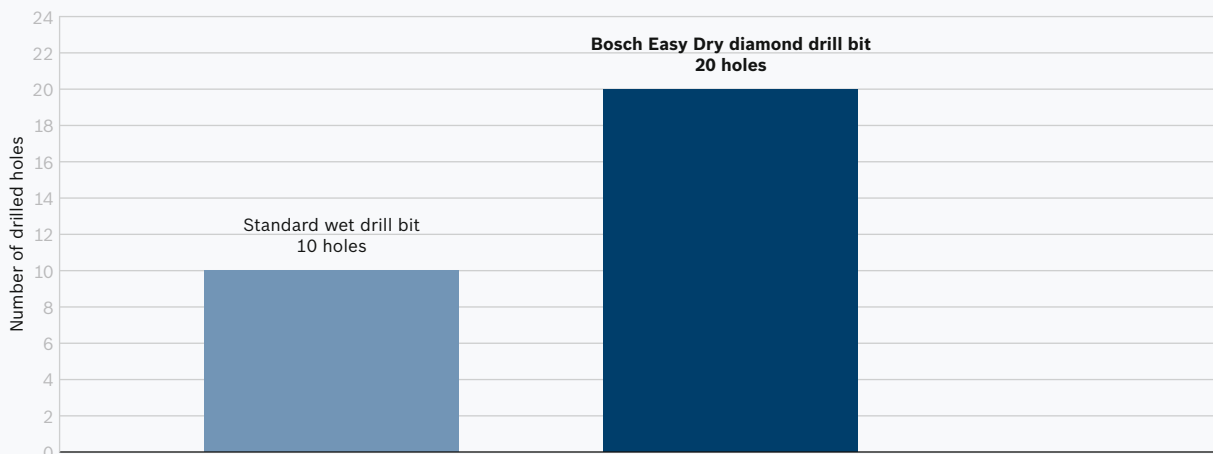 24
22
20
18
16
14
12
10
8
6
4
2
0
Number of drilled holes
Standard wet drill bit
10 holes
Bosch Easy Dry diamond drill bit
20 holes